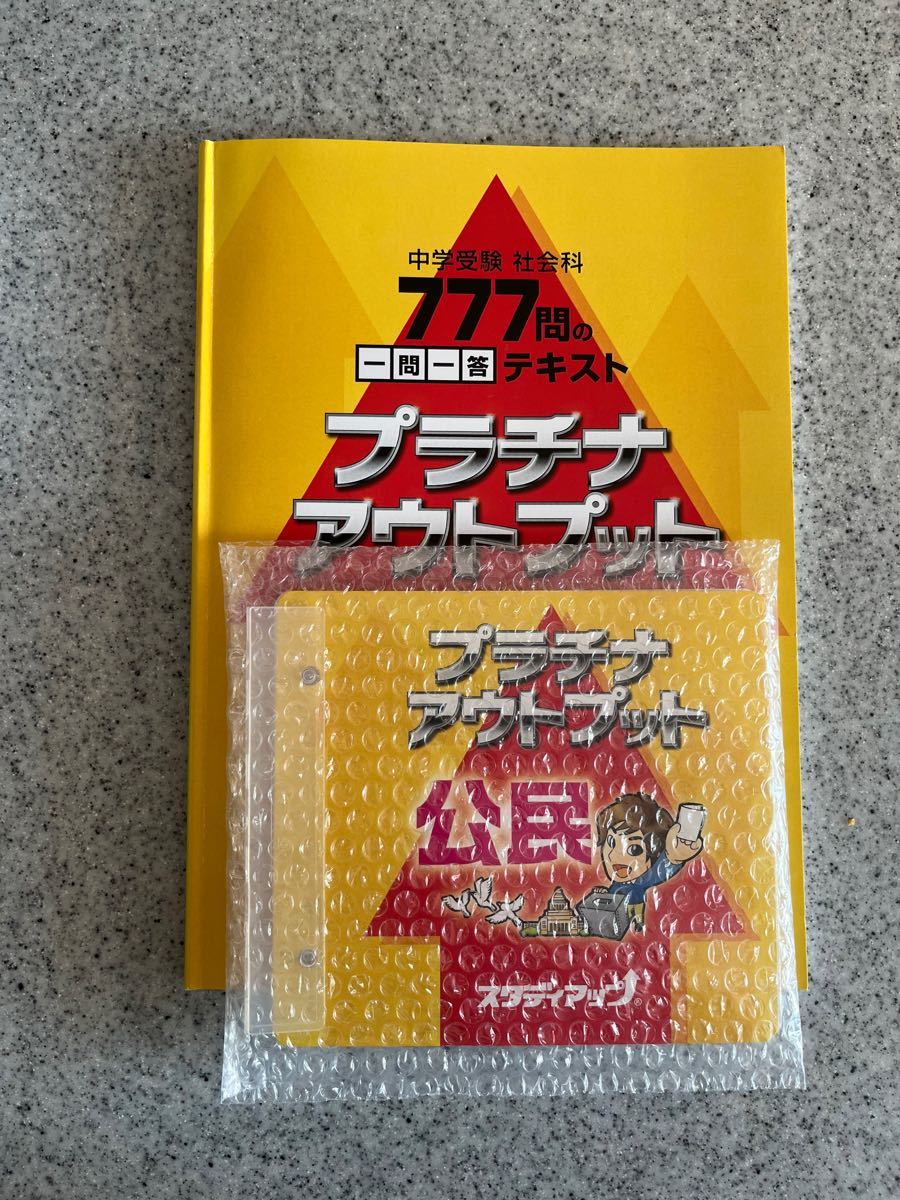 中学受験 社会科
777問の
一問一答テキスト
プラチナ
アウトプット
プラチナ
アウトプット
公民
スタディアップ®